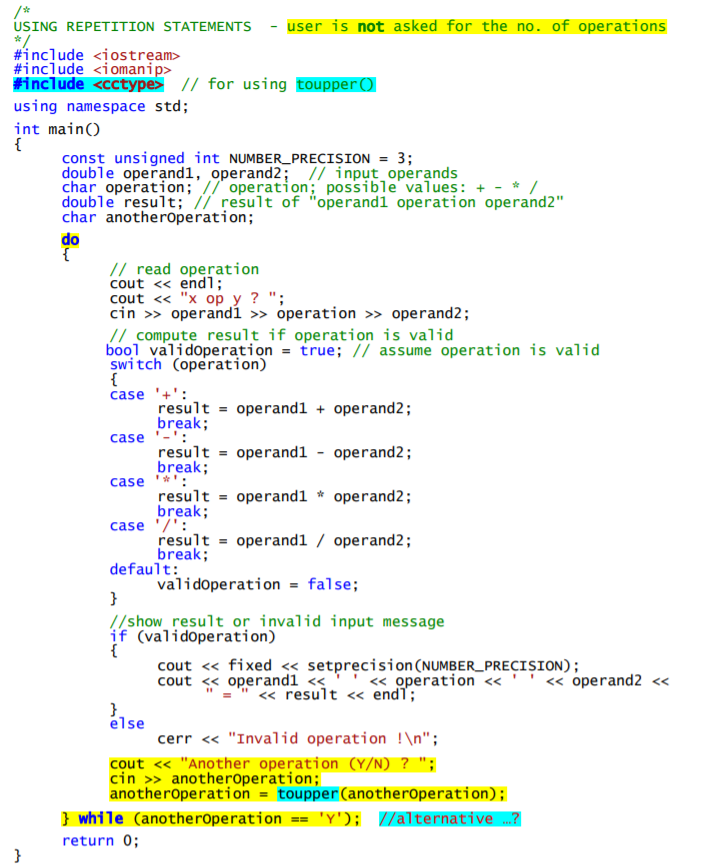 /*
USING REPETITION STATEMENTS - user is not asked for the no. of operations
*/
#include <iostream>
#include <iomanip>
#include <cctype> // for using toupper()
using namespace std;
int main()
{
const unsigned int NUMBER_PRECISION = 3;
double operand1, operand2; // input operands
char operation; // operation; possible values: + - * /
double result; // result of "operand1 operation operand2"
char anotherOperation;
do
{
// read operation
cout << endl;
cout << "x op y ? ";
cin >> operand1 >> operation >> operand2;
// compute result if operation is valid
bool validOperation = true; // assume operation is valid
switch (operation)
{
case '+':
result = operand1 + operand2;
break;
case '-':
result = operand1 - operand2;
break;
case '*':
result = operand1 * operand2;
break;
case '/':
result = operand1 / operand2;
break;
default:
validOperation = false;
}
//show result or invalid input message
if (validOperation)
{
cout << fixed << setprecision(NUMBER_PRECISION);
cout << operand1 << ' ' << operation << ' ' << operand2 <<
" = " << result << endl;
}
else
cerr << "Invalid operation !\n";
cout << "Another operation (Y/N) ? ";
cin >> anotherOperation;
anotherOperation = toupper(anotherOperation);
} while (anotherOperation == 'Y'); //alternative …?
return 0;
}